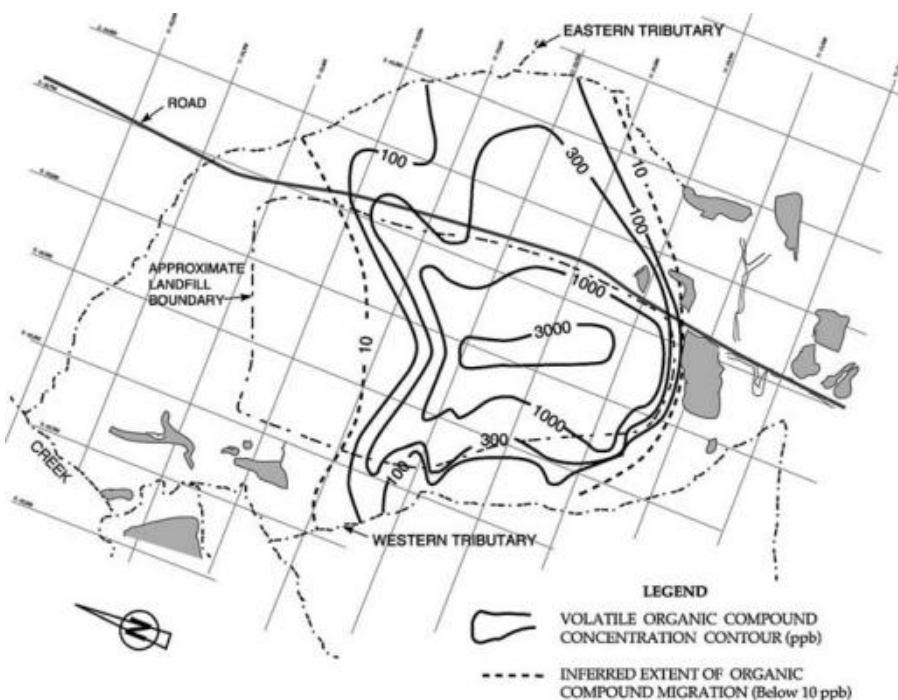 EASTERN TRIBUTARY
ROAD
100
300
10
100
APPROXIMATE
LANDFILL
BOUNDARY
1000
10
3000
1000
300
100
CREEK
WESTERN TRIBUTARY
N
LEGEND
VOLATILE ORGANIC COMPOUND
CONCENTRATION CONTOUR (ppb)
INFERRED EXTENT OF ORGANIC
COMPOUND MIGRATION (Below 10 ppb)